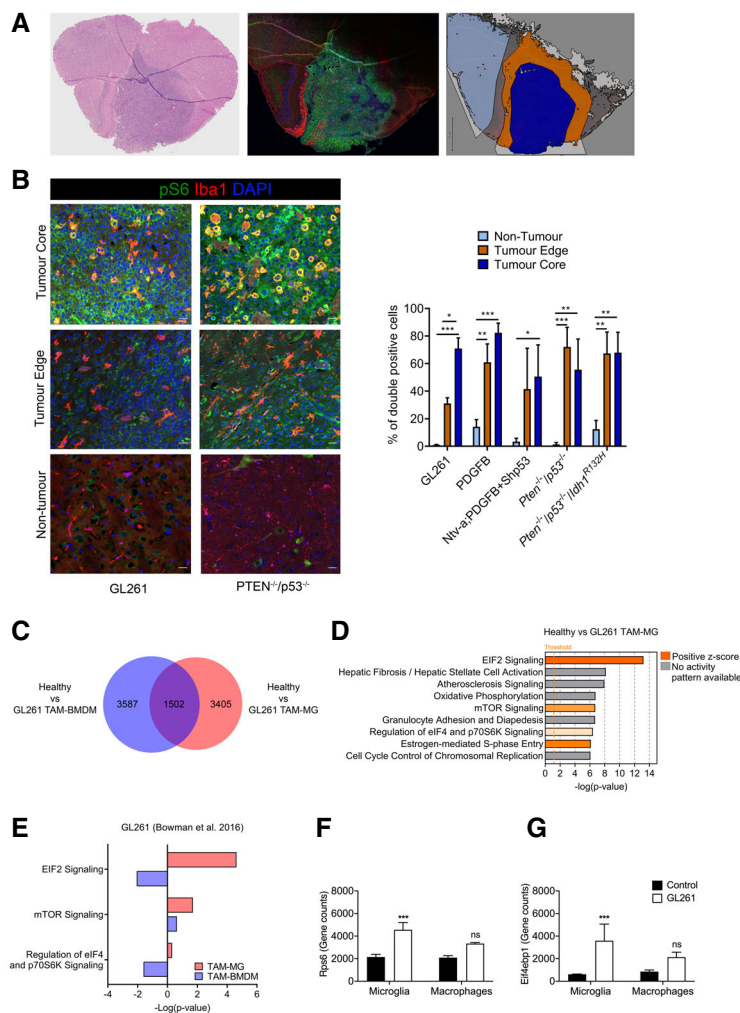 A
B
pS6 Iba1 DAPI
Tumour Core
Tumour Edge
Non-tumour
GL261
PTEN-/-/p53-/-
Non-Tumour
Tumour Edge
Tumour Core
% of double positive cells
100
80
60
40
20
0
*
***
***
**
*
**
***
**
**
GL261
PDGFB
Ntv-a;PDGFB+Shp53
Pten-/-/p53-/-
Pten-/-/p53-/-/Idh1R132H
C
Healthy
vs
GL261 TAM-BMDM
3587
1502
3405
Healthy
vs
GL261 TAM-MG
D
Healthy vs GL261 TAM-MG
Threshold
Positive z-score
No activity
pattern available
EIF2 Signaling
Hepatic Fibrosis / Hepatic Stellate Cell Activation
Atherosclerosis Signaling
Oxidative Phosphorylation
mTOR Signaling
Granulocyte Adhesion and Diapedesis
Regulation of eIF4 and p70S6K Signaling
Estrogen-mediated S-phase Entry
Cell Cycle Control of Chromosomal Replication
0 2 4 6 8 10 12 14
-log(p-value)
E
GL261 (Bowman et al. 2016)
-4 -2 0 2 4 6
EIF2 Signaling
mTOR Signaling
Regulation of eIF4
and p70S6K Signaling
TAM-MG
TAM-BMDM
-Log(p-value)
F
Rps6 (Gene counts)
8000
6000
4000
2000
0
***
ns
Microglia Macrophages
G
Eif4ebp1 (Gene counts)
8000
6000
4000
2000
0
***
ns
Microglia Macrophages
Control
GL261